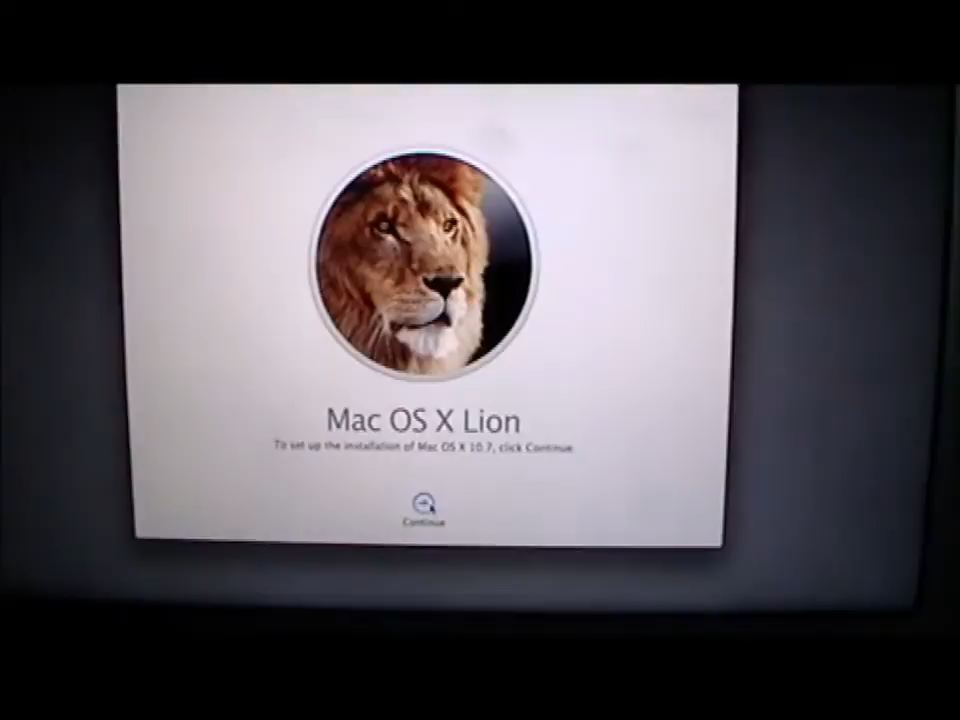 Mac OS X Lion
To set up the installation of Mac OS X 10.7, click Continue.
Continue